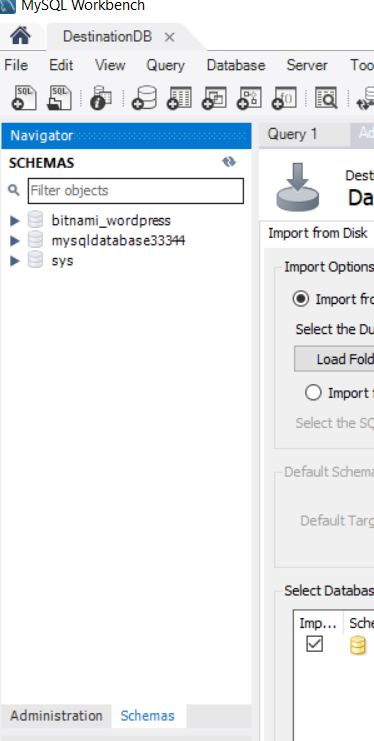 MySQL Workbench
DestinationDB
File Edit View Query Database Server Too
SQL SQL
Navigator
SCHEMAS
Filter objects
bitnami_wordpress
mysqldatabase33344
sys
Administration Schemas
Query 1 Ad
Dest
Da
Import from Disk
Import Options
Import fro
Select the Du
Load Fold
Import f
Select the SQ
Default Schema
Default Targ
Select Databas
Imp... Sche